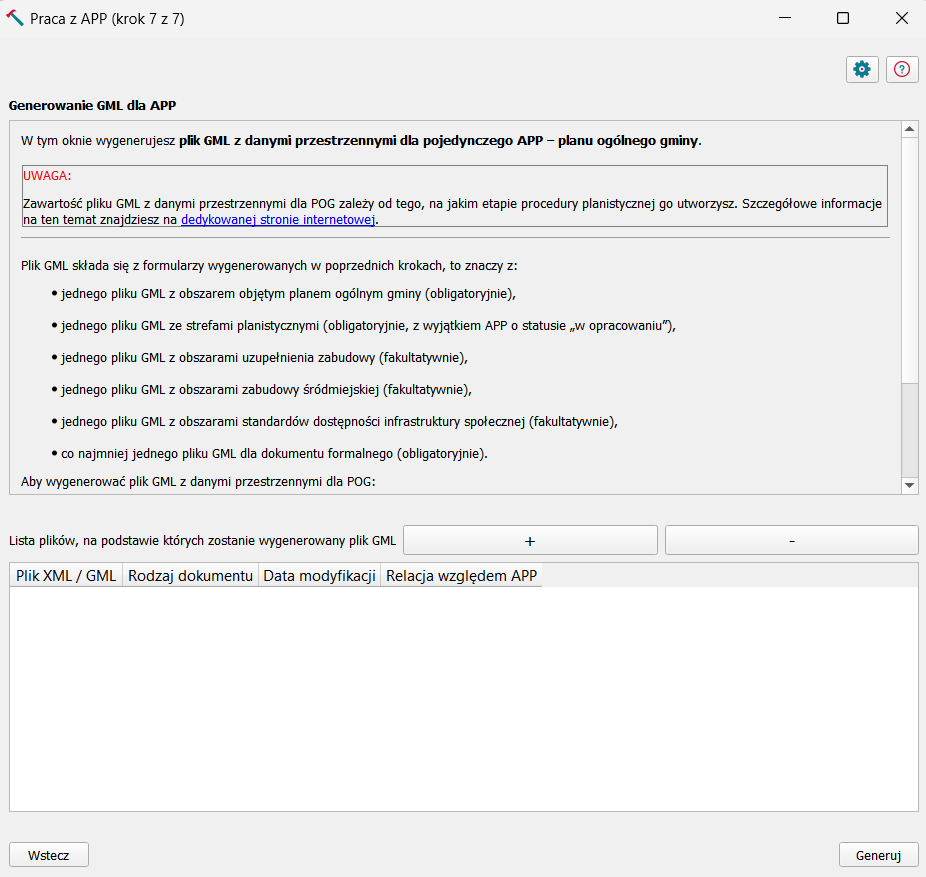 Praca z APP (krok 7 z 7)
Generowanie GML dla APP
W tym oknie wygenerujesz plik GML z danymi przestrzennymi dla pojedynczego APP – planu ogólnego gminy.
UWAGA:
Zawartość pliku GML z danymi przestrzennymi dla POG zależy od tego, na jakim etapie procedury planistycznej go utworzysz. Szczegółowe informacje
na ten temat znajdziesz na dedykowanej stronie internetowej.
Plik GML składa się z formularzy wygenerowanych w poprzednich krokach, to znaczy z:
• jednego pliku GML z obszarem objętym planem ogólnym gminy (obligatoryjnie),
• jednego pliku GML ze strefami planistycznymi (obligatoryjnie, z wyjątkiem APP o statusie „w opracowaniu”),
• jednego pliku GML z obszarami uzupełnienia zabudowy (fakultatywnie),
• jednego pliku GML z obszarami zabudowy śródmiejskiej (fakultatywnie),
• jednego pliku GML z obszarami standardów dostępności infrastruktury społecznej (fakultatywnie),
• co najmniej jednego pliku GML dla dokumentu formalnego (obligatoryjnie).
Aby wygenerować plik GML z danymi przestrzennymi dla POG:
Lista plików, na podstawie których zostanie wygenerowany plik GML + -
Plik XML / GML Rodzaj dokumentu Data modyfikacji Relacja względem APP
Wstecz Generuj